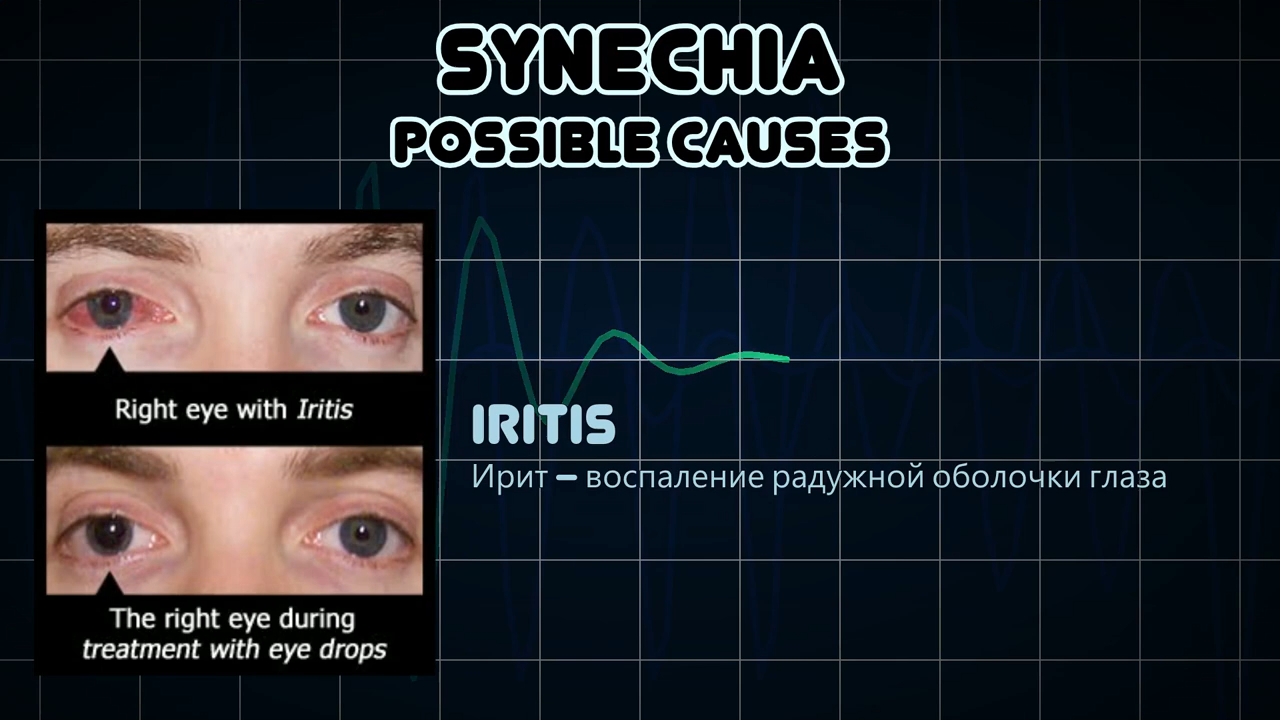 SYNECHIA
POSSIBLE CAUSES
Right eye with Iritis
The right eye during
treatment with eye drops
IRITIS
Ирит – воспаление радужной оболочки глаза